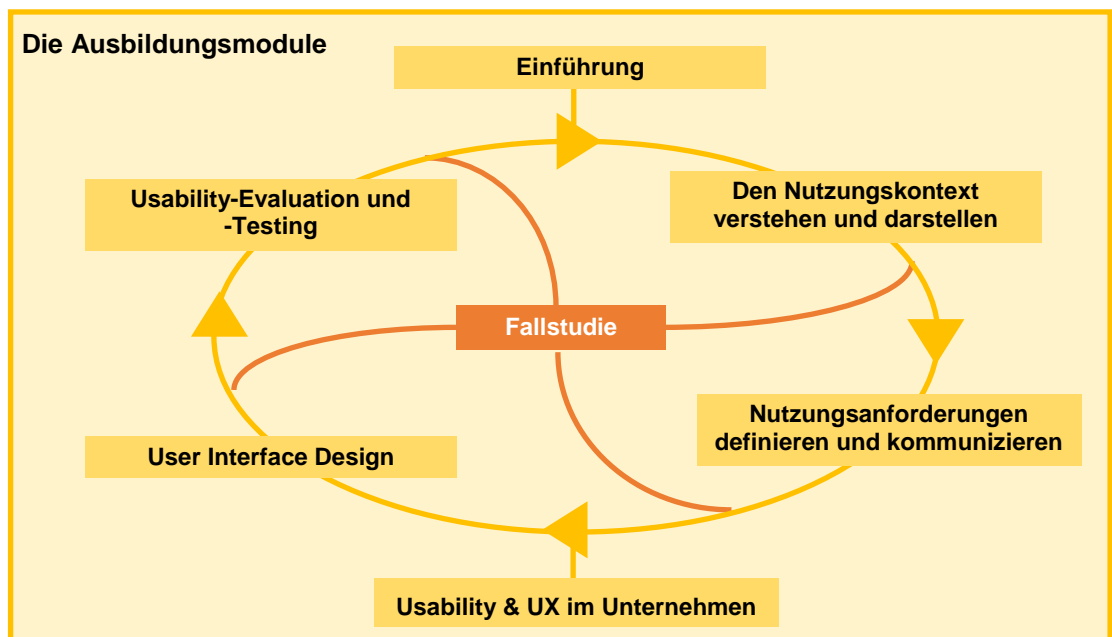 Die Ausbildungsmodule
Einführung
Den Nutzungskontext
verstehen und darstellen
Usability-Evaluation und
-Testing
Fallstudie
Nutzungsanforderungen
definieren und kommunizieren
User Interface Design
Usability & UX im Unternehmen